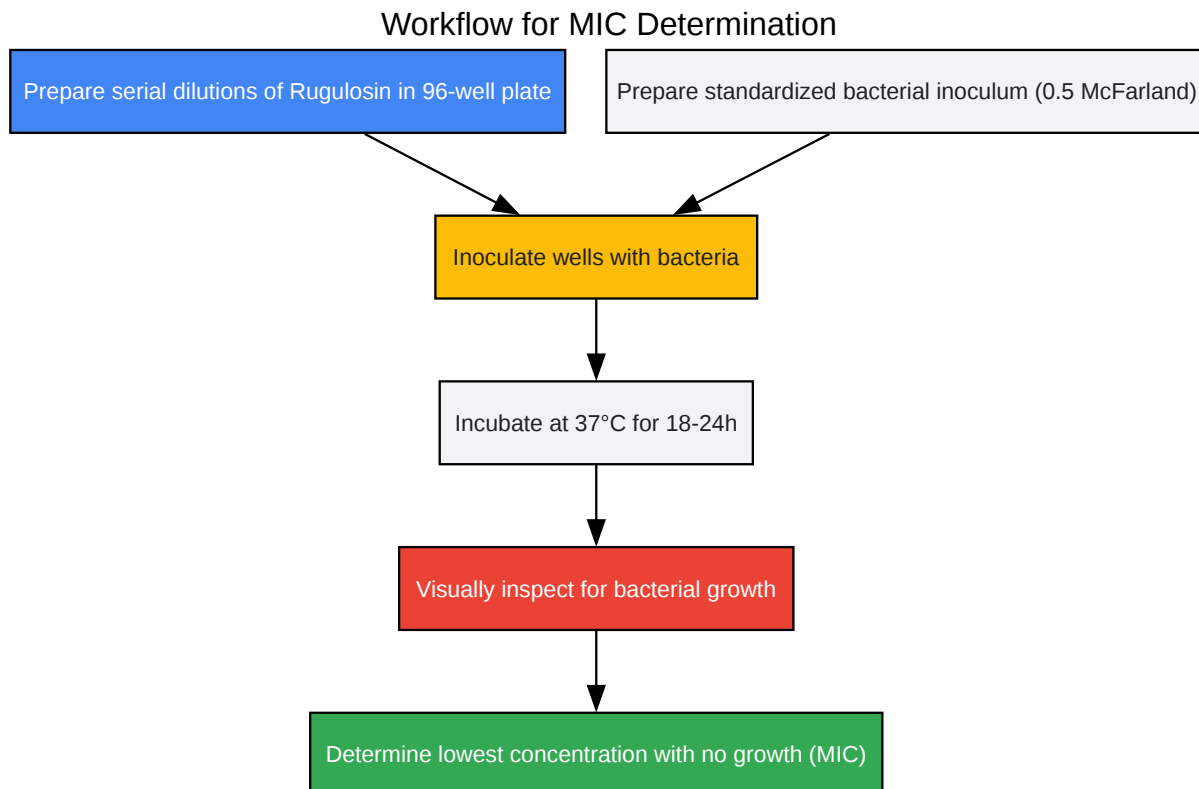 Workflow for MIC Determination
Prepare serial dilutions of Rugulosin in 96-well plate
Prepare standardized bacterial inoculum (0.5 McFarland)
Inoculate wells with bacteria
Incubate at 37°C for 18-24h
Visually inspect for bacterial growth
Determine lowest concentration with no growth (MIC)